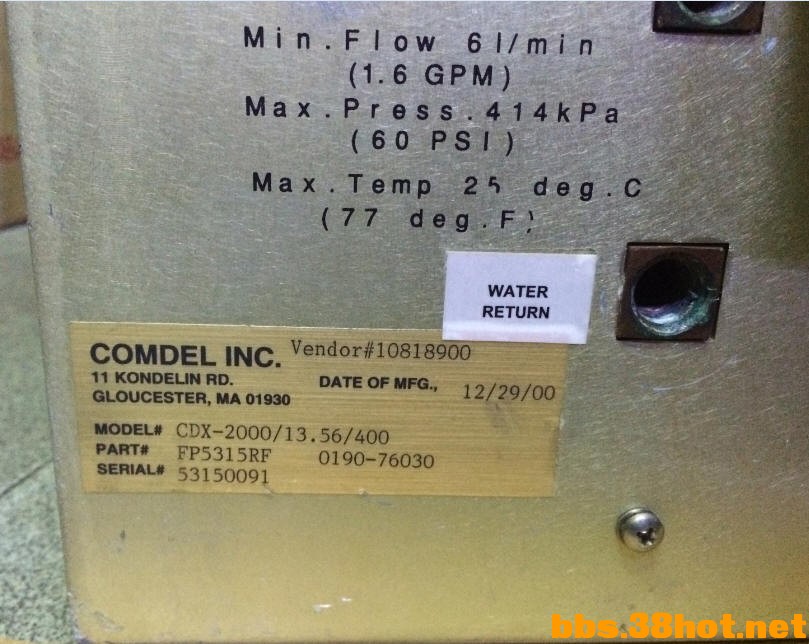 Min.Flow 6l/min
(1.6 GPM)
Max.Press.414kPa
(60 PSI)
Max.Temp 25 deg.C
(77 deg.F)
WATER
RETURN
COMDEL INC. Vendor#10818900
11 KONDELIN RD. DATE OF MFG., 12/29/00
GLOUCESTER, MA 01930
MODEL# CDX-2000/13.56/400
PART# FP5315RF 0190-76030
SERIAL# 53150091
bbs.38hot.net